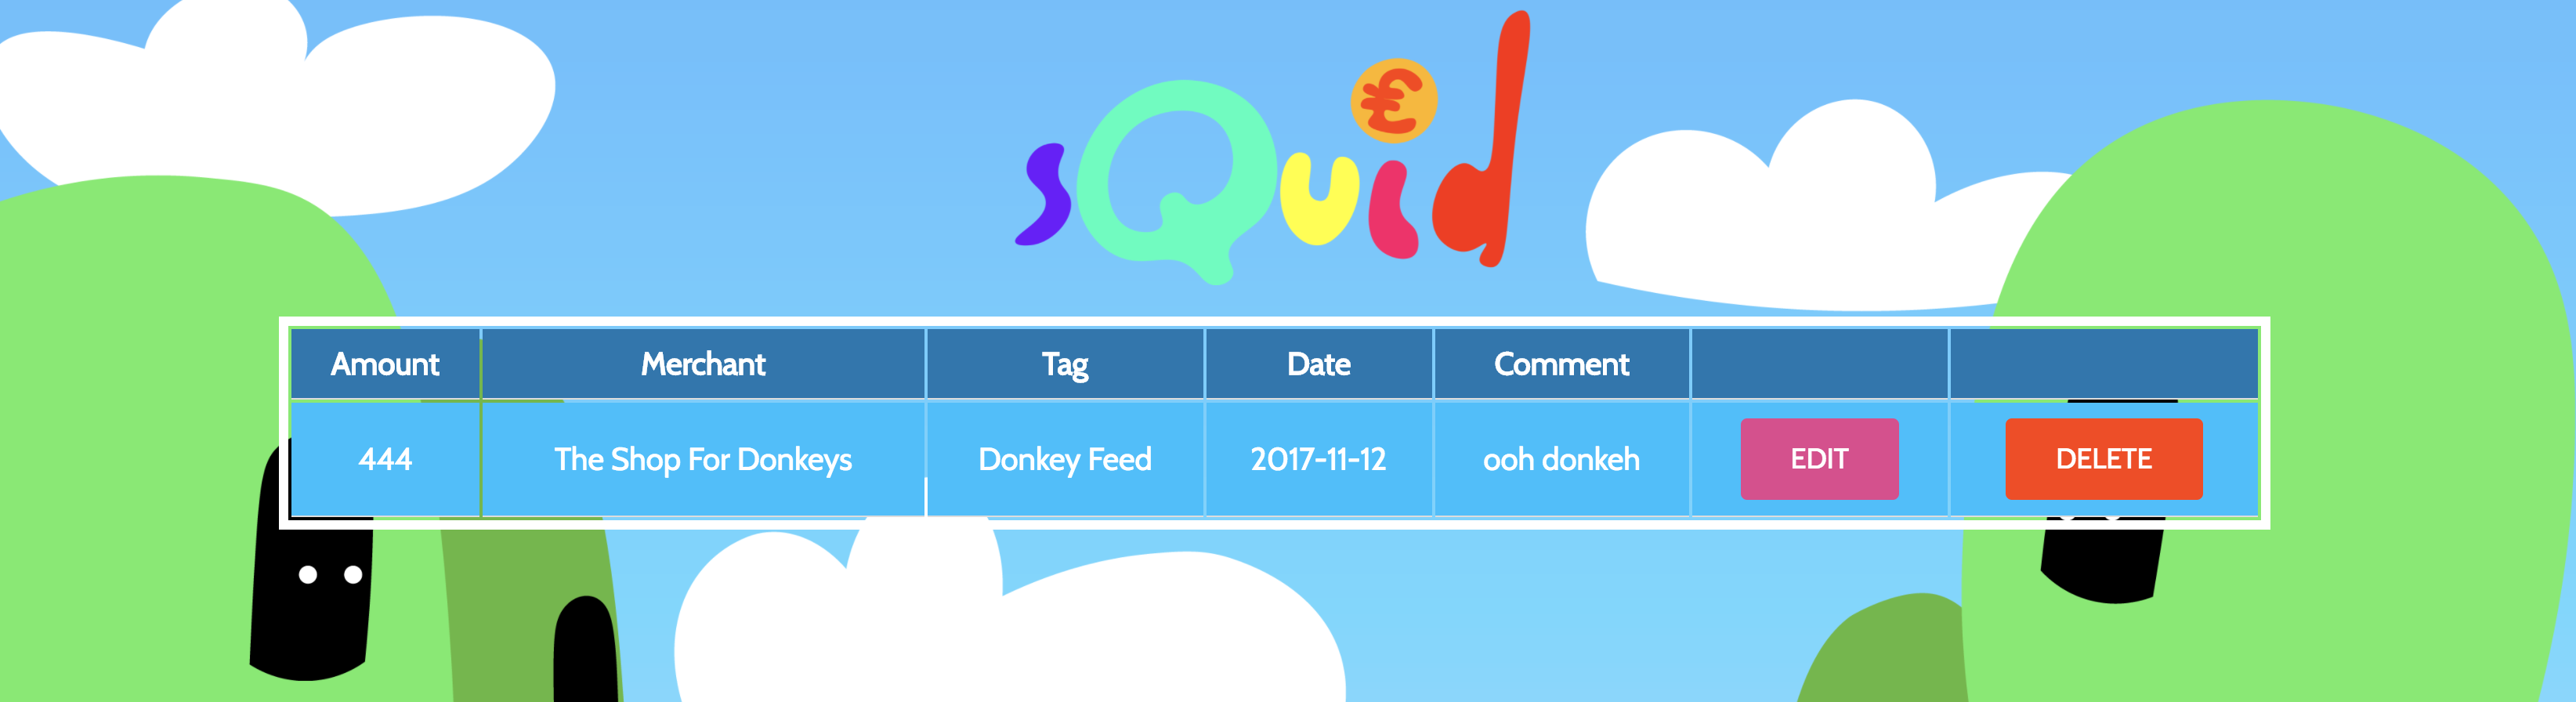 sQuid
£
Amount Merchant Tag Date Comment
444 The Shop For Donkeys Donkey Feed 2017-11-12 ooh donkeh EDIT DELETE